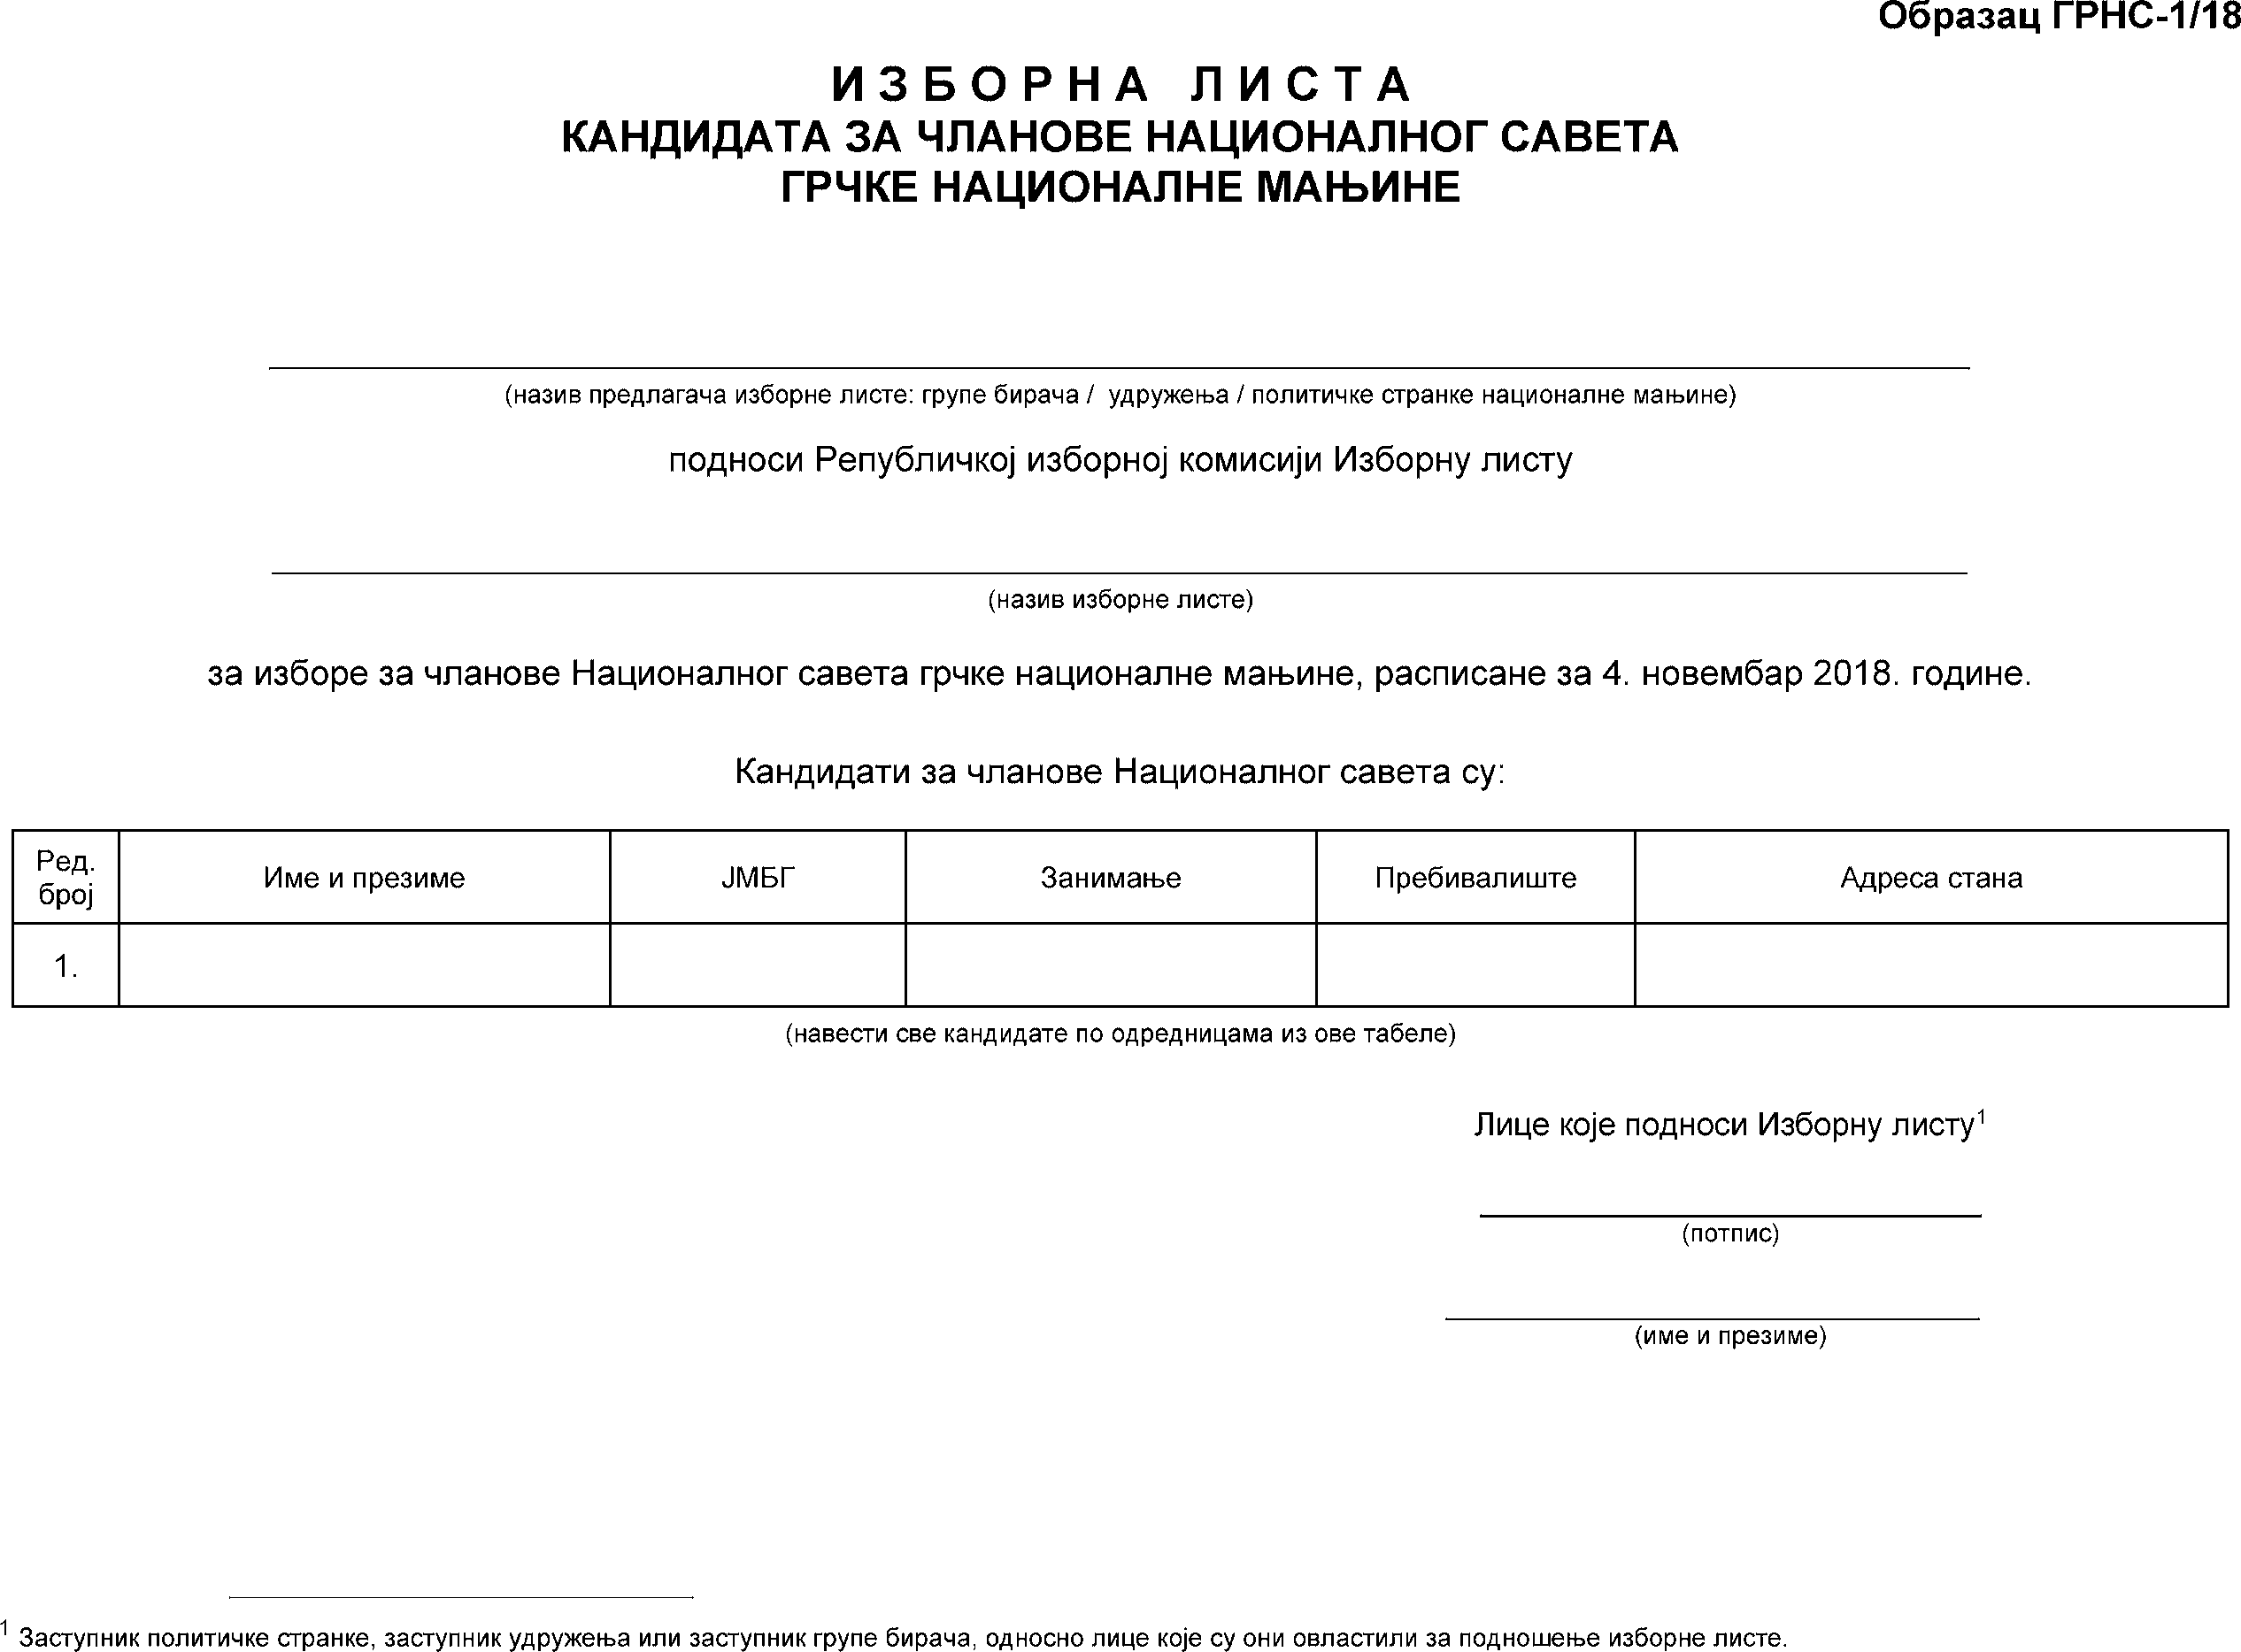 Образац ГРНС-1/18
И З Б О Р Н А Л И С Т А
КАНДИДАТА ЗА ЧЛАНОВЕ НАЦИОНАЛНОГ САВЕТА
ГРЧКЕ НАЦИОНАЛНЕ МАЊИНЕ
(назив предлагача изборне листе: групе бирача / удружења / политичке странке националне мањине)
подноси Републичкој изборној комисији Изборну листу
(назив изборне листе)
за изборе за чланове Националног савета грчке националне мањине, расписане за 4. новембар 2018. године.
Кандидати за чланове Националног савета су:
Ред. број Име и презиме ЈМБГ Занимање Пребивалиште Адреса стана
1.
(навести све кандидате по одредницама из ове табеле)
Лице које подноси Изборну листу¹
(потпис)
(име и презиме)
¹ Заступник политичке странке, заступник удружења или заступник групе бирача, односно лице које су они овластили за подношење изборне листе.